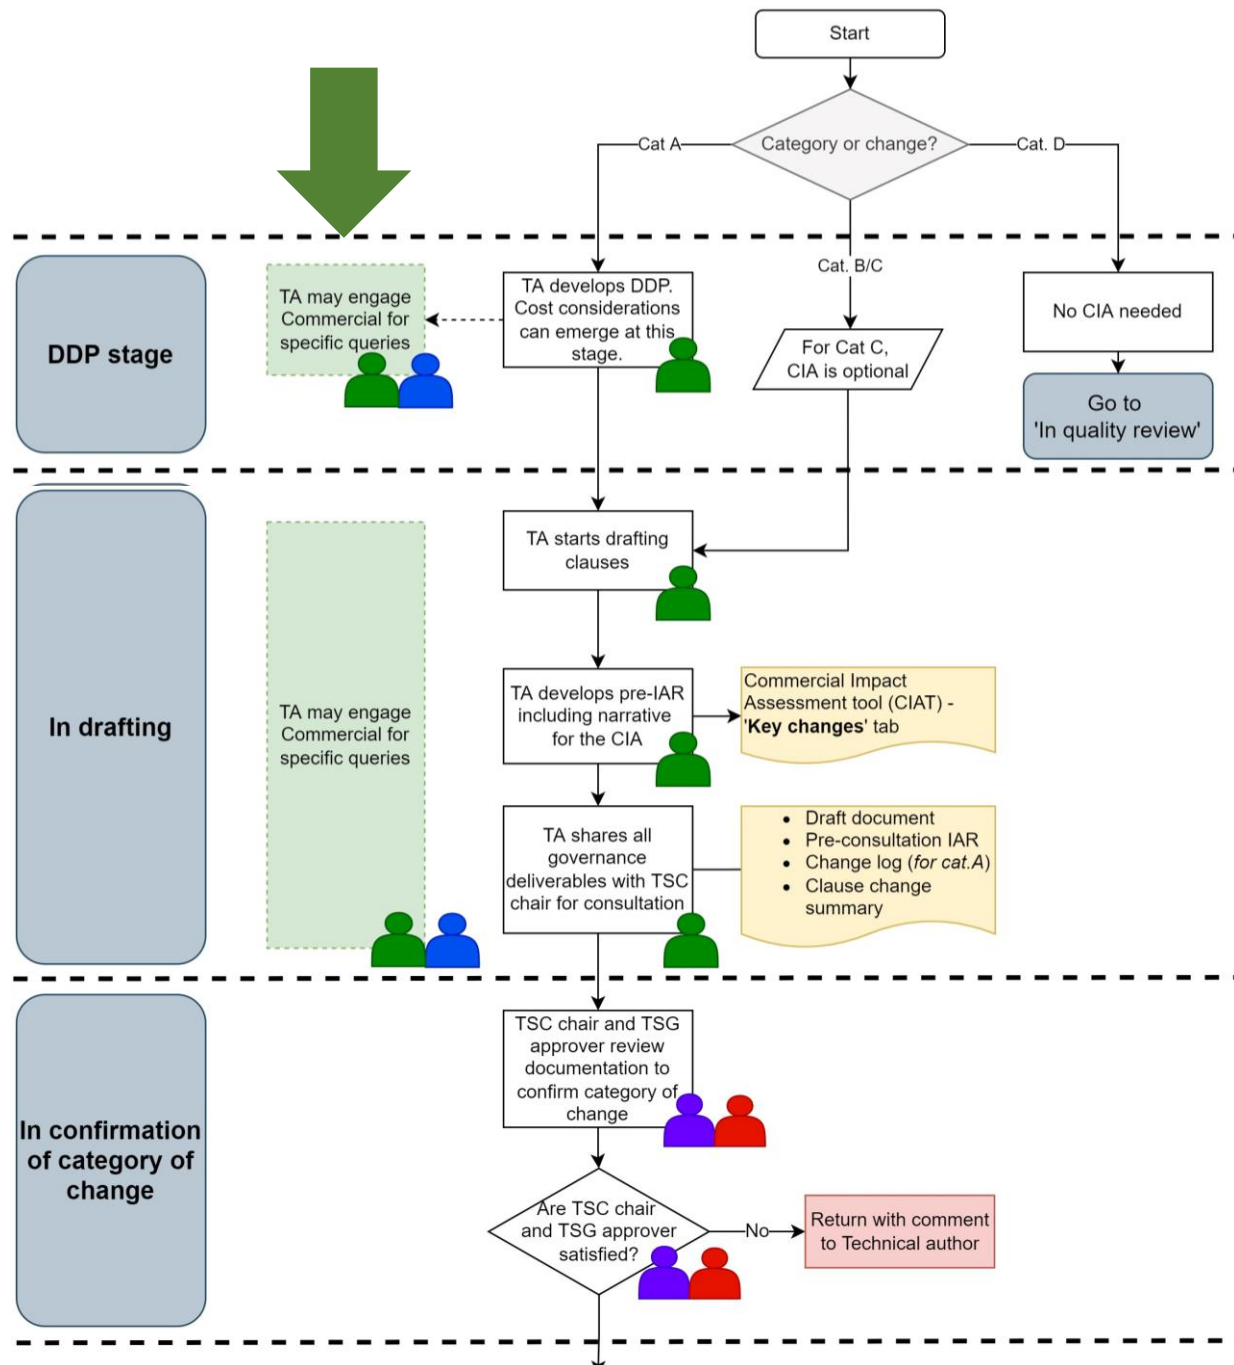 Start
Category or change?
Cat A
Cat. D
Cat. B/C
DDP stage
TA may engage
Commercial for
specific queries
TA develops DDP.
Cost considerations
can emerge at this
stage.
For Cat C,
CIA is optional
No CIA needed
Go to
'In quality review'
In drafting
TA may engage
Commercial for
specific queries
TA starts drafting
clauses
TA develops pre-IAR
including narrative
for the CIA
Commercial Impact
Assessment tool (CIAT) -
'Key changes' tab
TA shares all
governance
deliverables with TSC
chair for consultation
• Draft document
• Pre-consultation IAR
• Change log (for cat.A)
• Clause change
summary
In confirmation
of category of
change
TSC chair and TSG
approver review
documentation to
confirm category of
change
Are TSC chair
and TSG approver
satisfied?
No
Return with comment
to Technical author